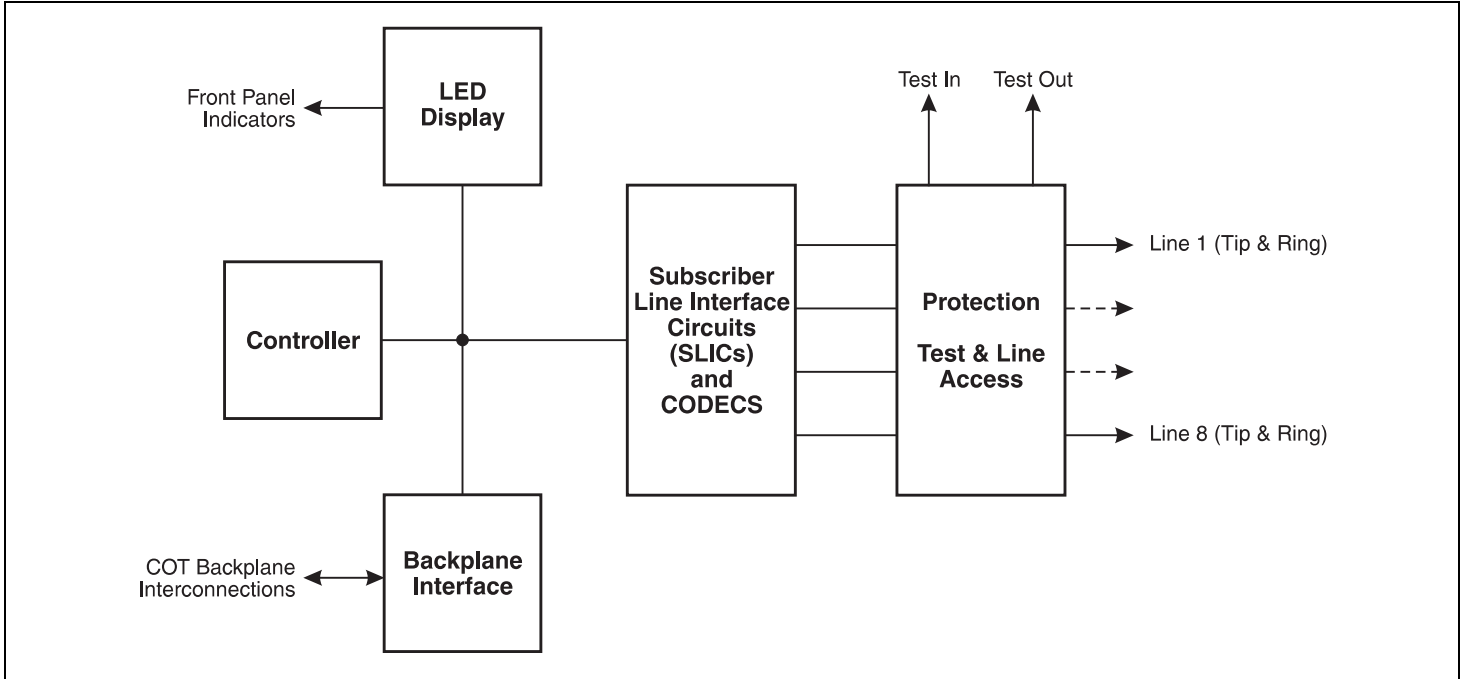 Front Panel
Indicators
LED
Display
Test In
Test Out
Controller
Subscriber
Line Interface
Circuits
(SLICs)
and
CODECS
Protection
Test & Line
Access
Line 1 (Tip & Ring)
Line 8 (Tip & Ring)
COT Backplane
Interconnections
Backplane
Interface